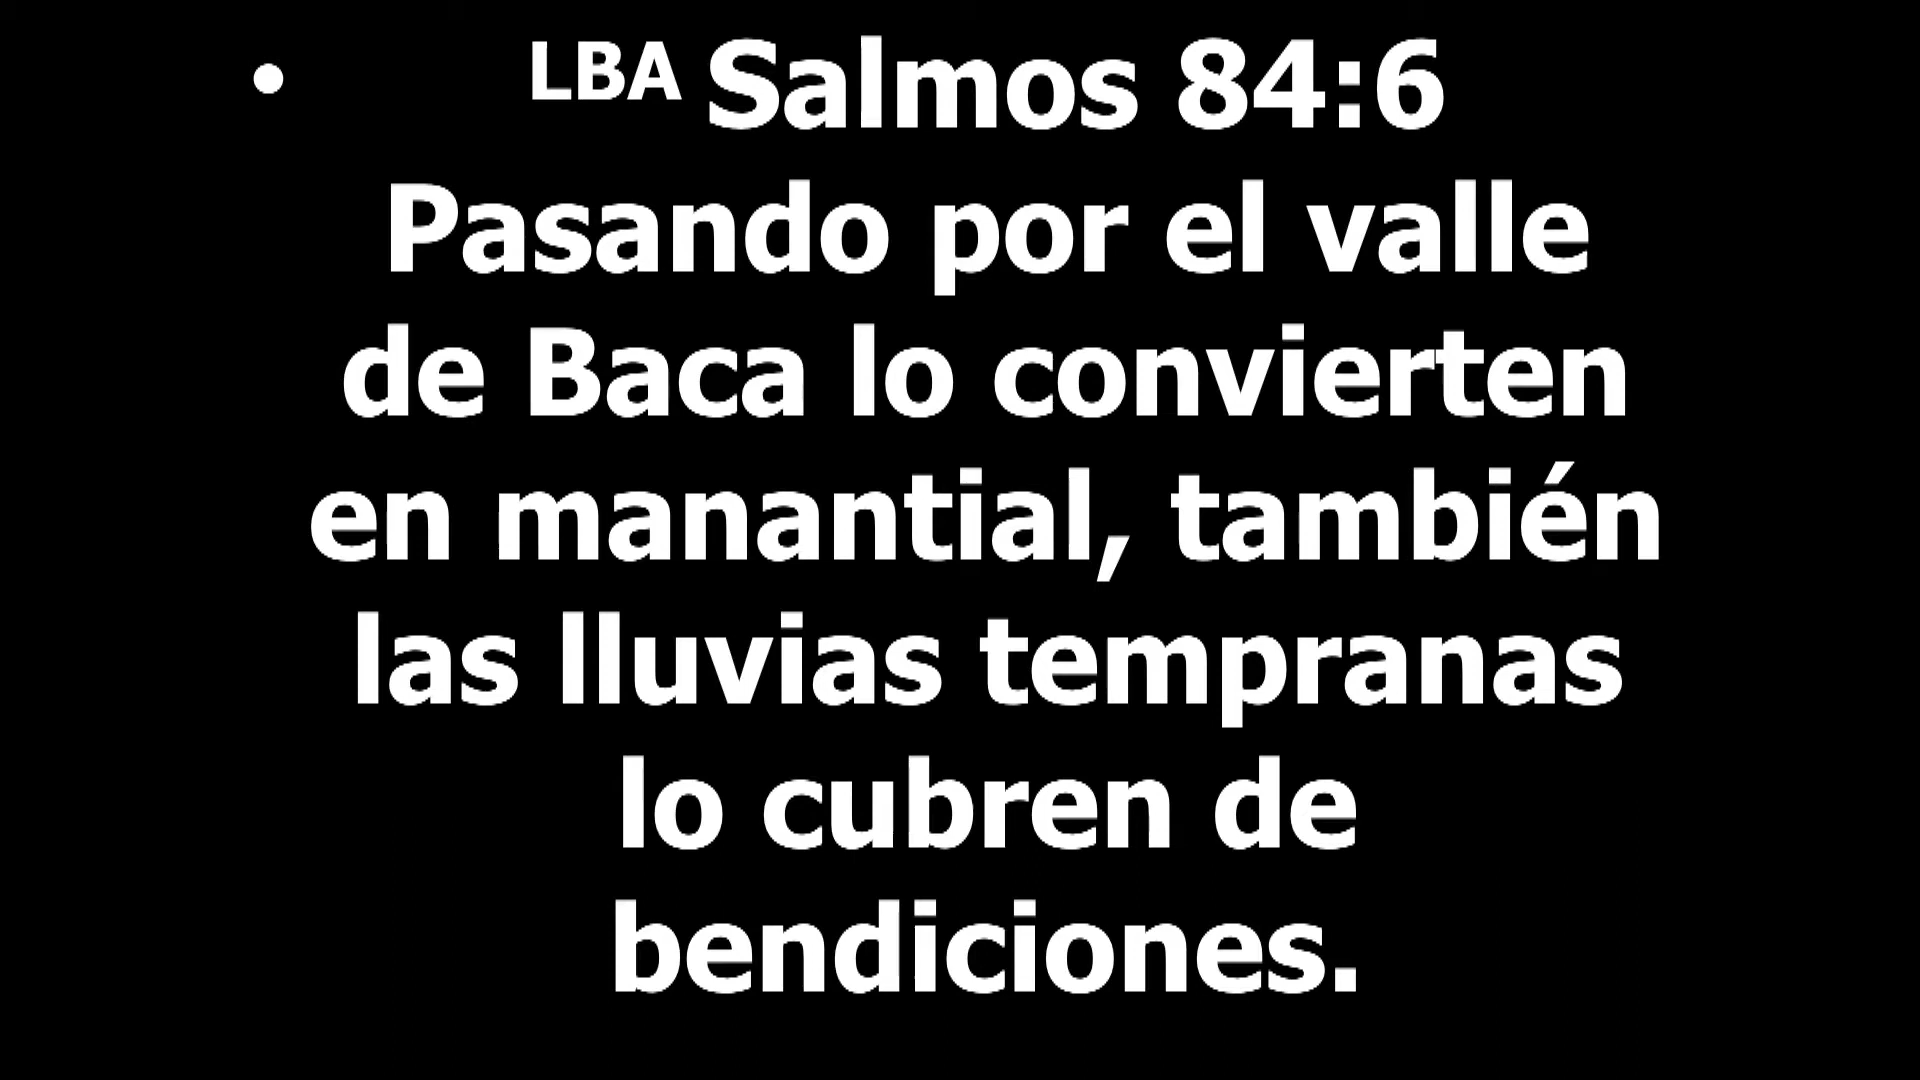 • LBA Salmos 84:6
Pasando por el valle
de Baca lo convierten
en manantial, también
las lluvias tempranas
lo cubren de
bendiciones.